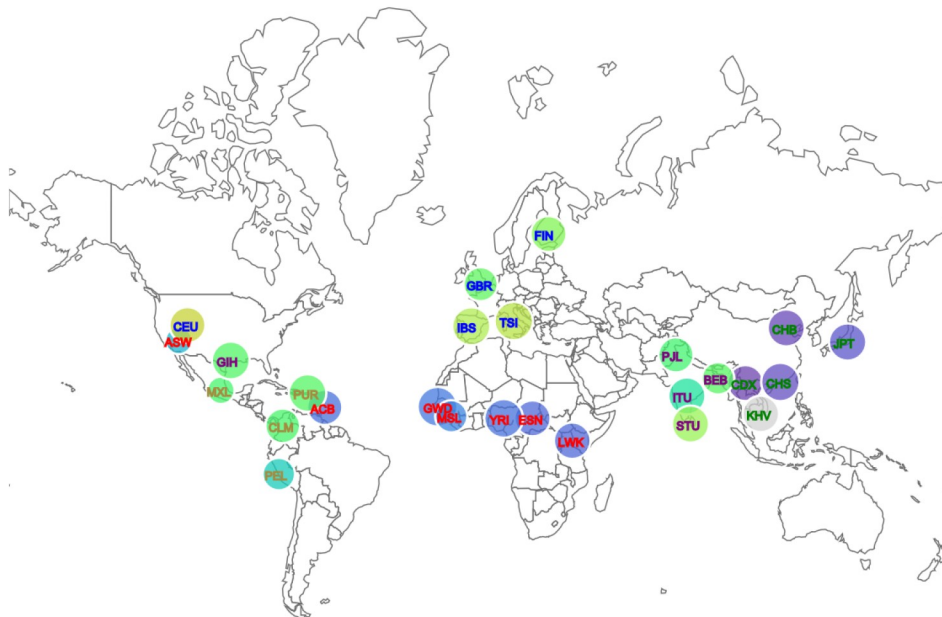 FIN
GBR
CEU
IBS
TSI
ASW
CHB
JPT
GIH
PJL
MXL
PUR
ACB
BEB
CDX
CHS
ITU
GWD
MSL
YRI
ESN
KHV
CLM
STU
LWK
PEL